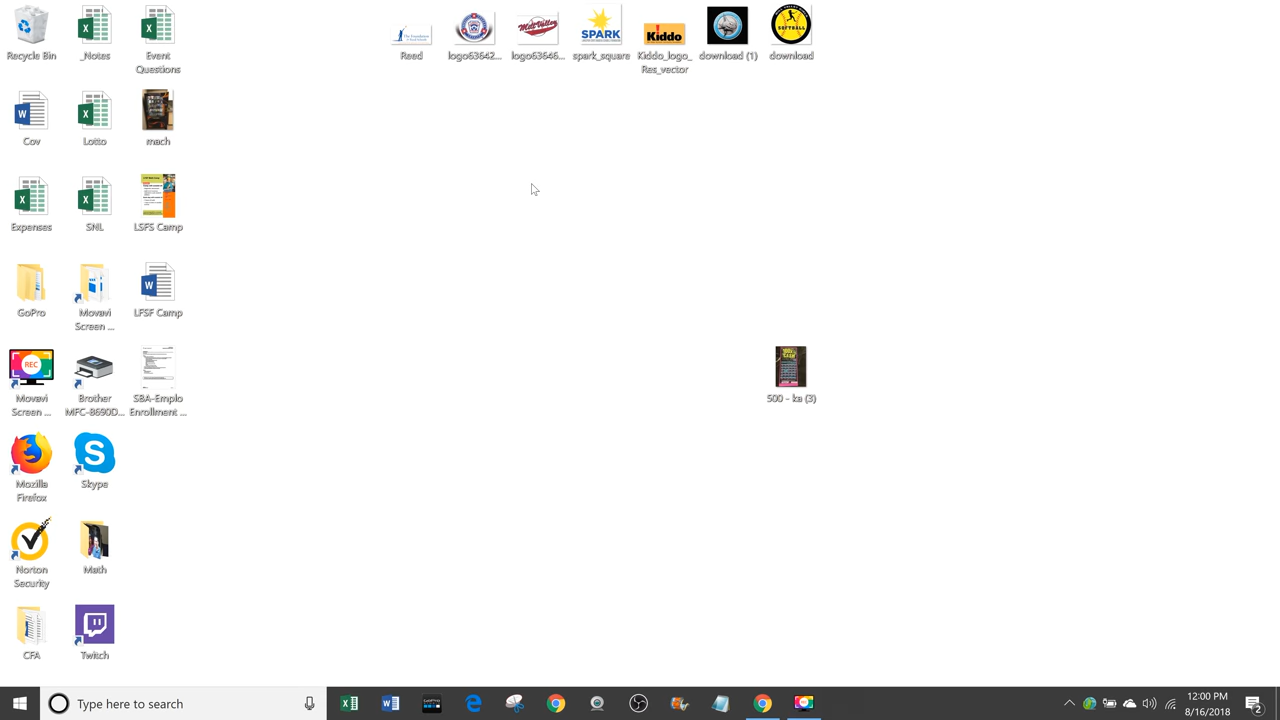 Recycle Bin
_Notes
Event
Questions
Reed
logo63642...
logo63646...
spark_square
Kiddo_logo_
Res_vector
download (1)
download
SPARK
Kiddo
SOFTBALL
Cov
Lotto
mach
Expenses
SNL
LSFS Camp
GoPro
Movavi
Screen ...
LFSF Camp
REC
Movavi
Screen ...
Brother
MFC-8690D...
SBA-Emplo
Enrollment ...
500 - ka (3)
Mozilla
Firefox
Skype
Norton
Security
Math
CFA
Twitch
Type here to search
12:00 PM
8/16/2018
2